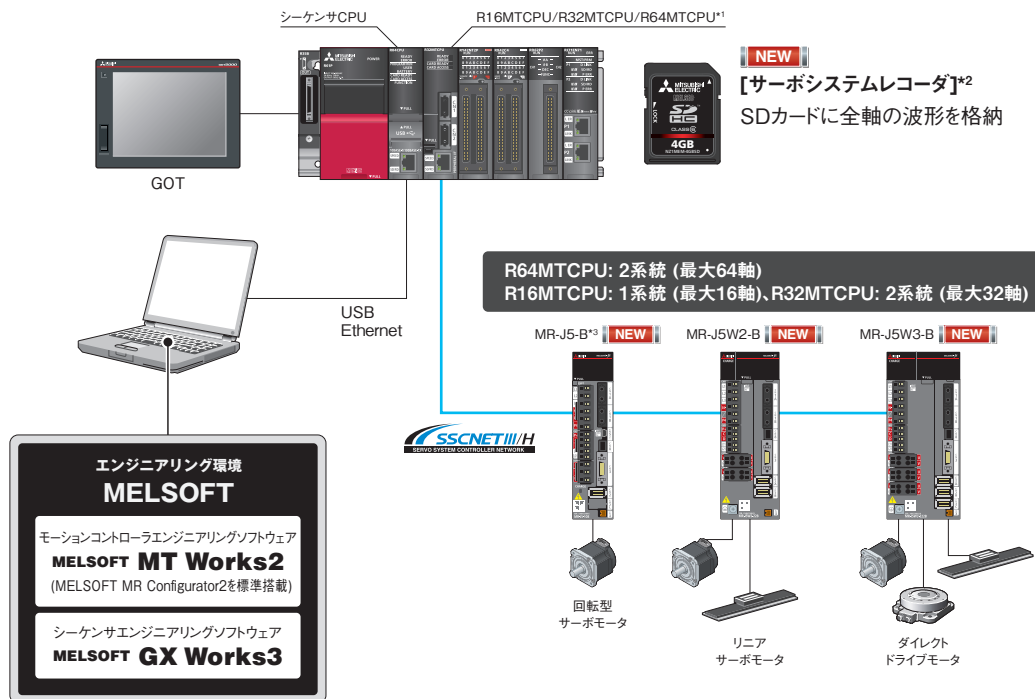 シーケンサCPU
R16MTCPU/R32MTCPU/R64MTCPU*1
NEW
[サーボシステムレコーダ]*2
SDカードに全軸の波形を格納
MITSUBISHI
ELECTRIC
LOCK
SD
HC
CLASS 6
4GB
POWER
USB
GOT
USB
Ethernet
R64MTCPU: 2系統 (最大64軸)
R16MTCPU: 1系統 (最大16軸)、R32MTCPU: 2系統 (最大32軸)
MR-J5-B*3 NEW
MR-J5W2-B NEW
MR-J5W3-B NEW
SSCNETIII/H
SERVO SYSTEM CONTROLLER NETWORK
エンジニアリング環境
MELSOFT
モーションコントローラエンジニアリングソフトウェア
MELSOFT MT Works2
(MELSOFT MR Configurator2を標準搭載)
シーケンサエンジニアリングソフトウェア
MELSOFT GX Works3
回転型
サーボモータ
リニア
サーボモータ
ダイレクト
ドライブモータ